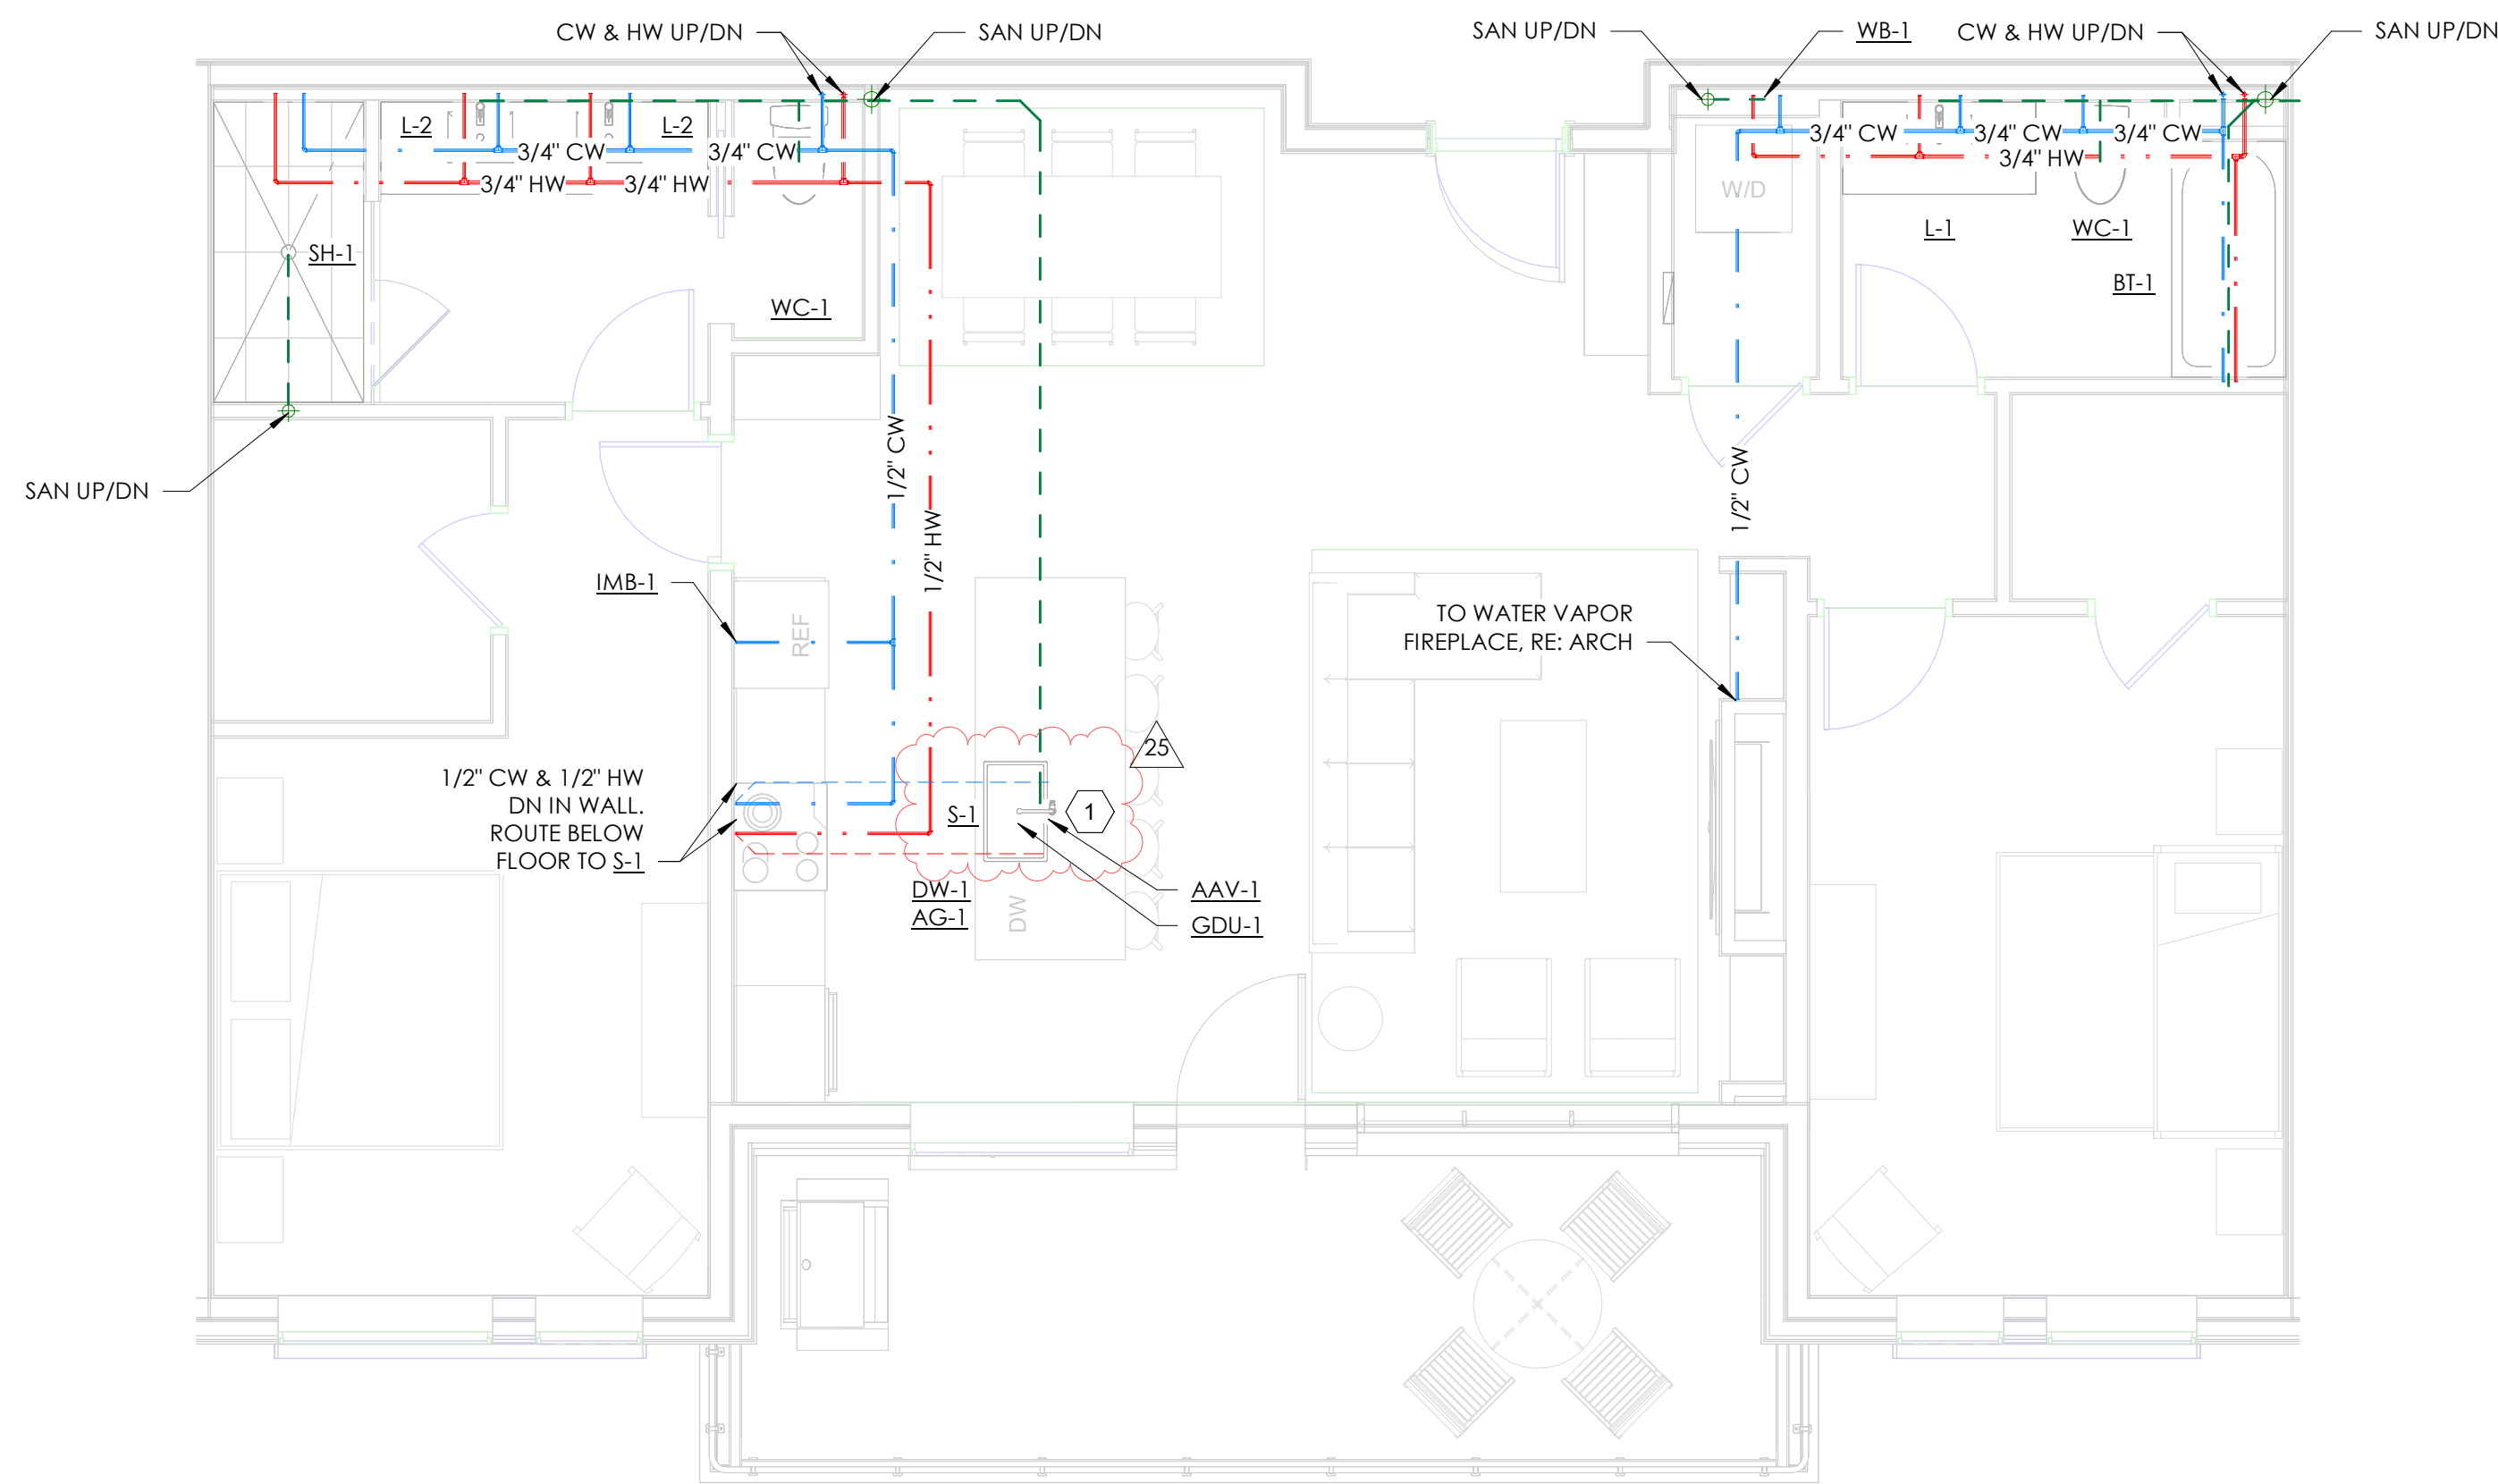 CW & HW UP/DN
SAN UP/DN
SAN UP/DN
WB-1
CW & HW UP/DN
SAN UP/DN
L-2
L-2
3/4" CW
3/4" CW
3/4" HW
3/4" HW
3/4" CW
3/4" CW
3/4" CW
3/4" HW
W/D
SH-1
WC-1
L-1
WC-1
BT-1
SAN UP/DN
1/2" CW
1/2" HW
1/2" CW
IMB-1
REF
TO WATER VAPOR
FIREPLACE, RE: ARCH
25
1/2" CW & 1/2" HW
DN IN WALL.
ROUTE BELOW
FLOOR TO S-1
S-1
1
DW-1
AG-1
DW
AAV-1
GDU-1